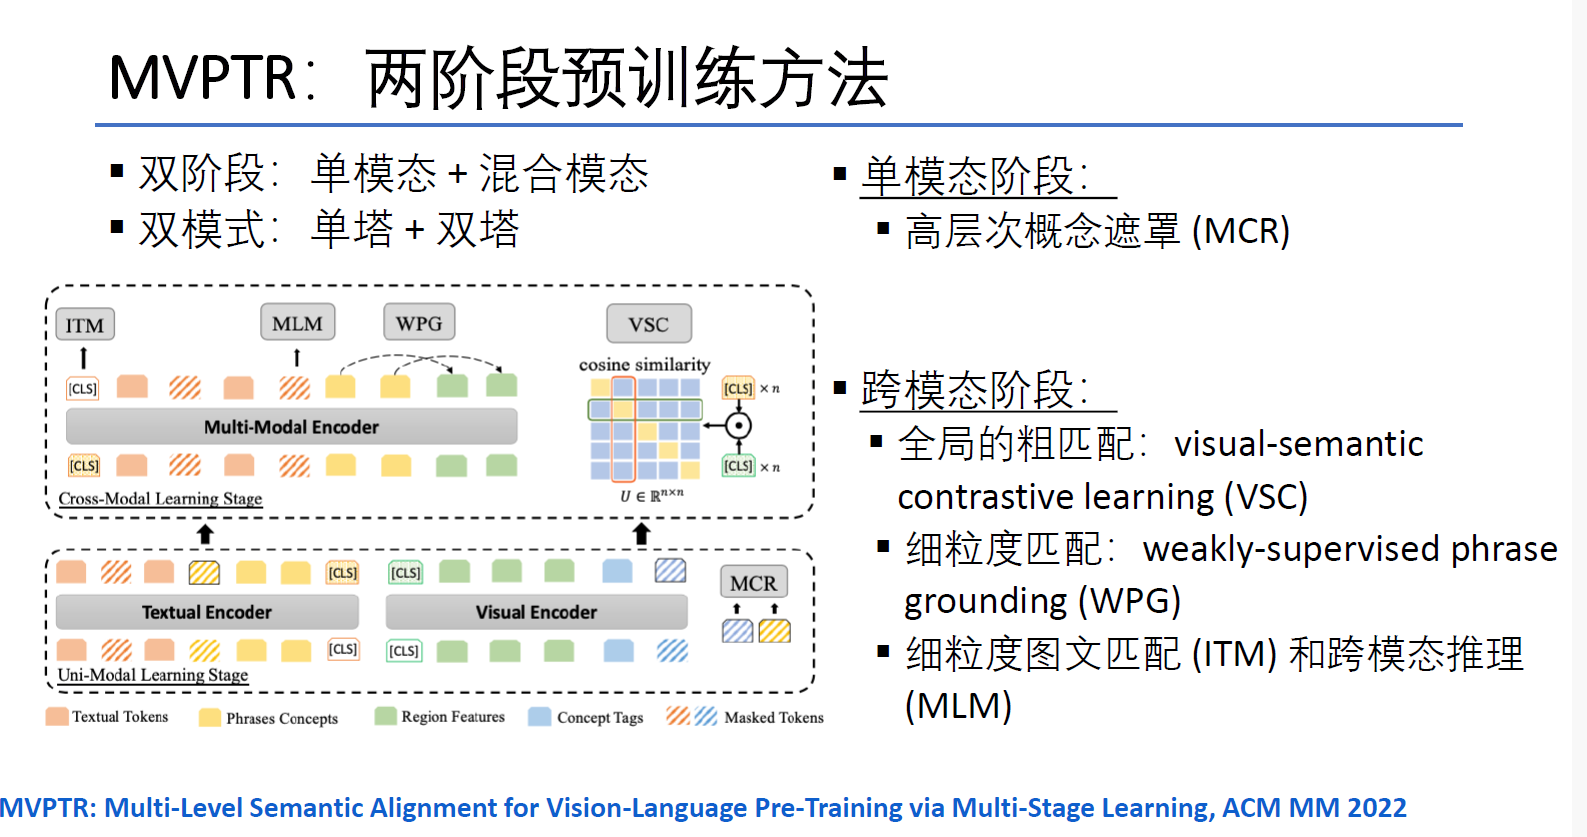 MVPTR： 两阶段预训练方法
▪ 双阶段： 单模态 + 混合模态
▪ 双模式： 单塔 + 双塔
ITM
MLM
WPG
VSC
cosine similarity
[CLS]
[CLS] × n
Multi-Modal Encoder
[CLS]
[CLS] × n
Cross-Modal Learning Stage
U ∈ ℝⁿˣⁿ
[CLS]
[CLS]
MCR
Textual Encoder
Visual Encoder
[CLS]
[CLS]
Uni-Modal Learning Stage
Textual Tokens
Phrases Concepts
Region Features
Concept Tags
Masked Tokens
▪ 单模态阶段：
▪ 高层次概念遮罩 (MCR)
▪ 跨模态阶段：
▪ 全局的粗匹配： visual-semantic
contrastive learning (VSC)
▪ 细粒度匹配： weakly-supervised phrase
grounding (WPG)
▪ 细粒度图文匹配 (ITM) 和跨模态推理
(MLM)
MVPTR: Multi-Level Semantic Alignment for Vision-Language Pre-Training via Multi-Stage Learning, ACM MM 2022